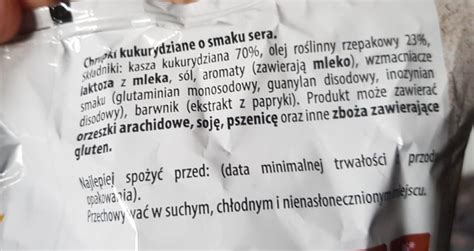 Chrupki kukurydziane o smaku sera.
Składniki: kasza kukurydziana 70%, olej roślinny rzepakowy 23%,
laktoza z mleka, sól, aromaty (zawierają mleko), wzmacniacze
smaku (glutaminian monosodowy, guanylan disodowy, inozynian
disodowy), barwnik (ekstrakt z papryki). Produkt może zawierać
orzeszki arachidowe, soję, pszenicę oraz inne zboża zawierające
gluten.
Najlepiej spożyć przed: (data minimalnej trwałości z przodu
opakowania).
Przechowywać w suchym, chłodnym i nienasłonecznionym miejscu.